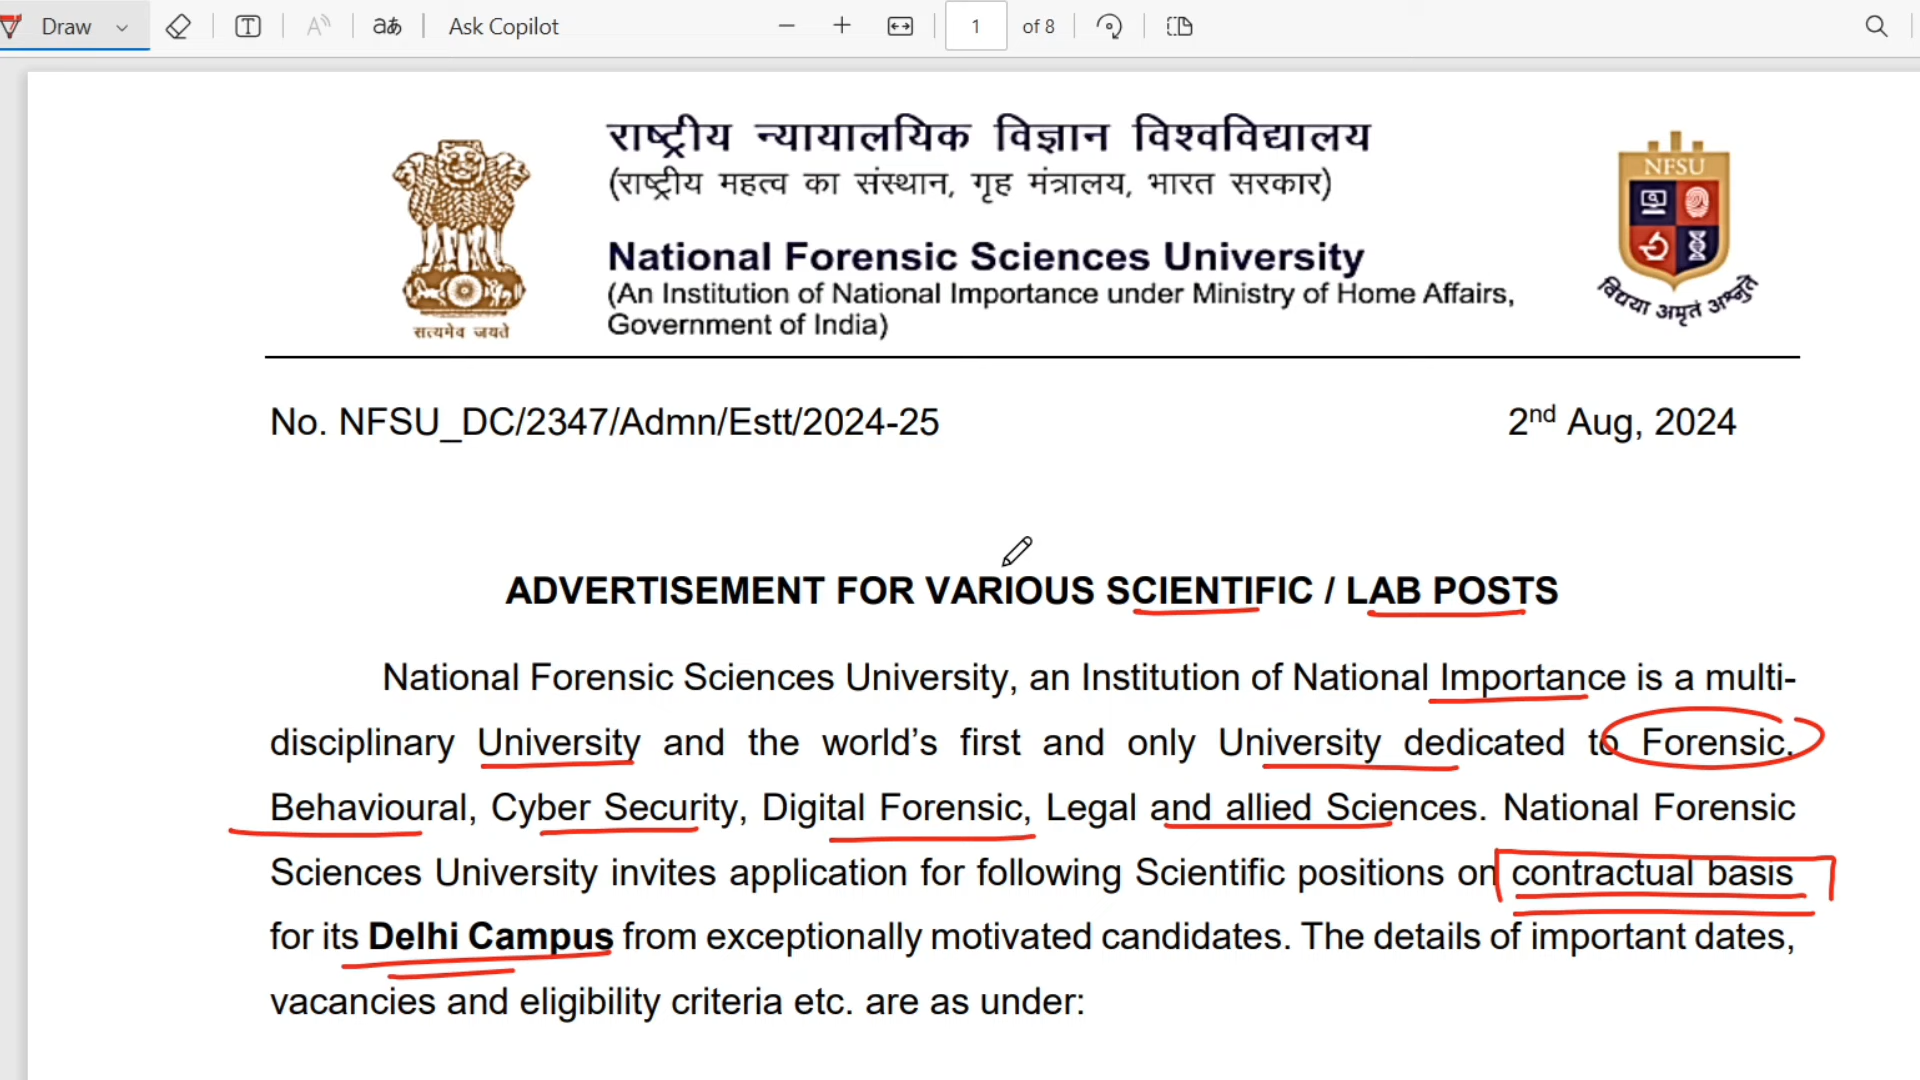 Draw Ask Copilot 1 of 8
राष्ट्रीय न्यायालयिक विज्ञान विश्वविद्यालय
(राष्ट्रीय महत्व का संस्थान, गृह मंत्रालय, भारत सरकार)
National Forensic Sciences University
(An Institution of National Importance under Ministry of Home Affairs,
Government of India)
सत्यमेव जयते
NFSU
विद्यया अमृतं अश्नुते
No. NFSU_DC/2347/Admn/Estt/2024-25 2nd Aug, 2024
ADVERTISEMENT FOR VARIOUS SCIENTIFIC / LAB POSTS
National Forensic Sciences University, an Institution of National Importance is a multi-
disciplinary University and the world’s first and only University dedicated to Forensic.
Behavioural, Cyber Security, Digital Forensic, Legal and allied Sciences. National Forensic
Sciences University invites application for following Scientific positions on contractual basis
for its Delhi Campus from exceptionally motivated candidates. The details of important dates,
vacancies and eligibility criteria etc. are as under: